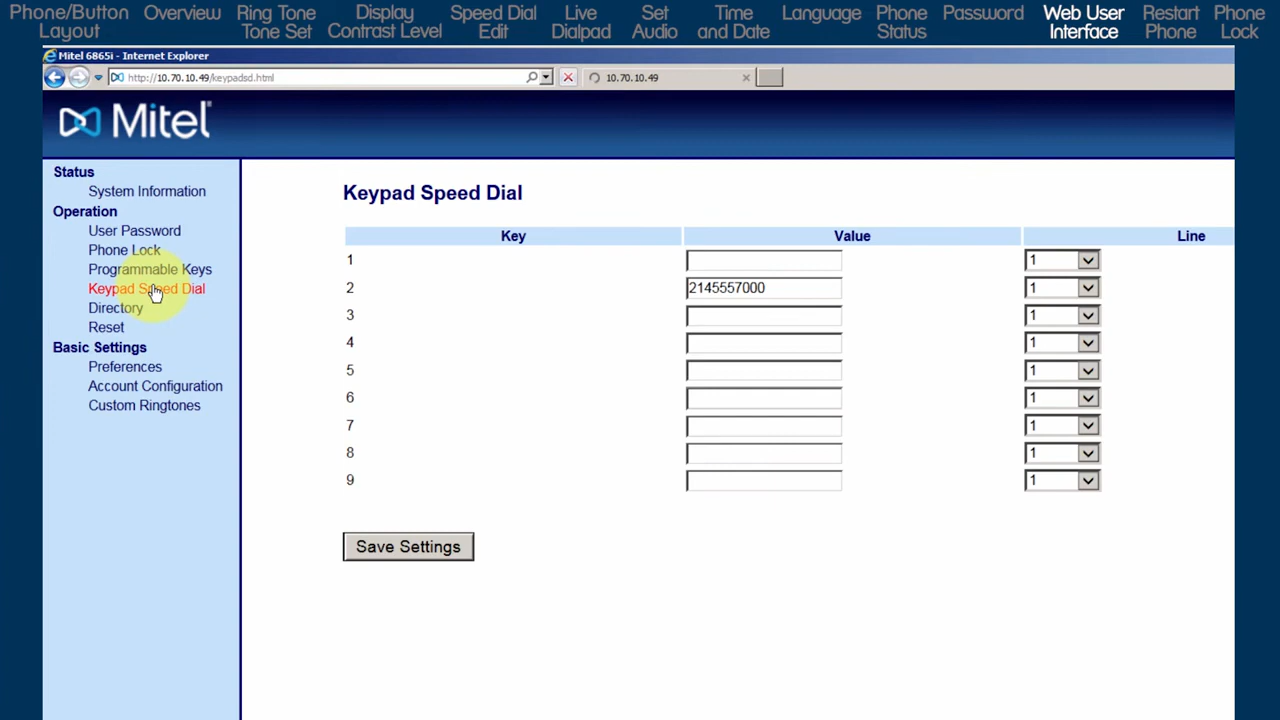 Phone/Button Layout
Overview
Ring Tone Tone Set
Display Contrast Level
Speed Dial Edit
Live Dialpad
Set Audio
Time and Date
Language
Phone Status
Password
Web User Interface
Restart Phone
Phone Lock
Mitel 6865i - Internet Explorer
http://10.70.10.49/keypadsd.html
10.70.10.49
Mitel
Status
System Information
Operation
User Password
Phone Lock
Programmable Keys
Keypad Speed Dial
Directory
Reset
Basic Settings
Preferences
Account Configuration
Custom Ringtones
Keypad Speed Dial
Key Value Line
1 1
2 2145557000 1
3 1
4 1
5 1
6 1
7 1
8 1
9 1
Save Settings